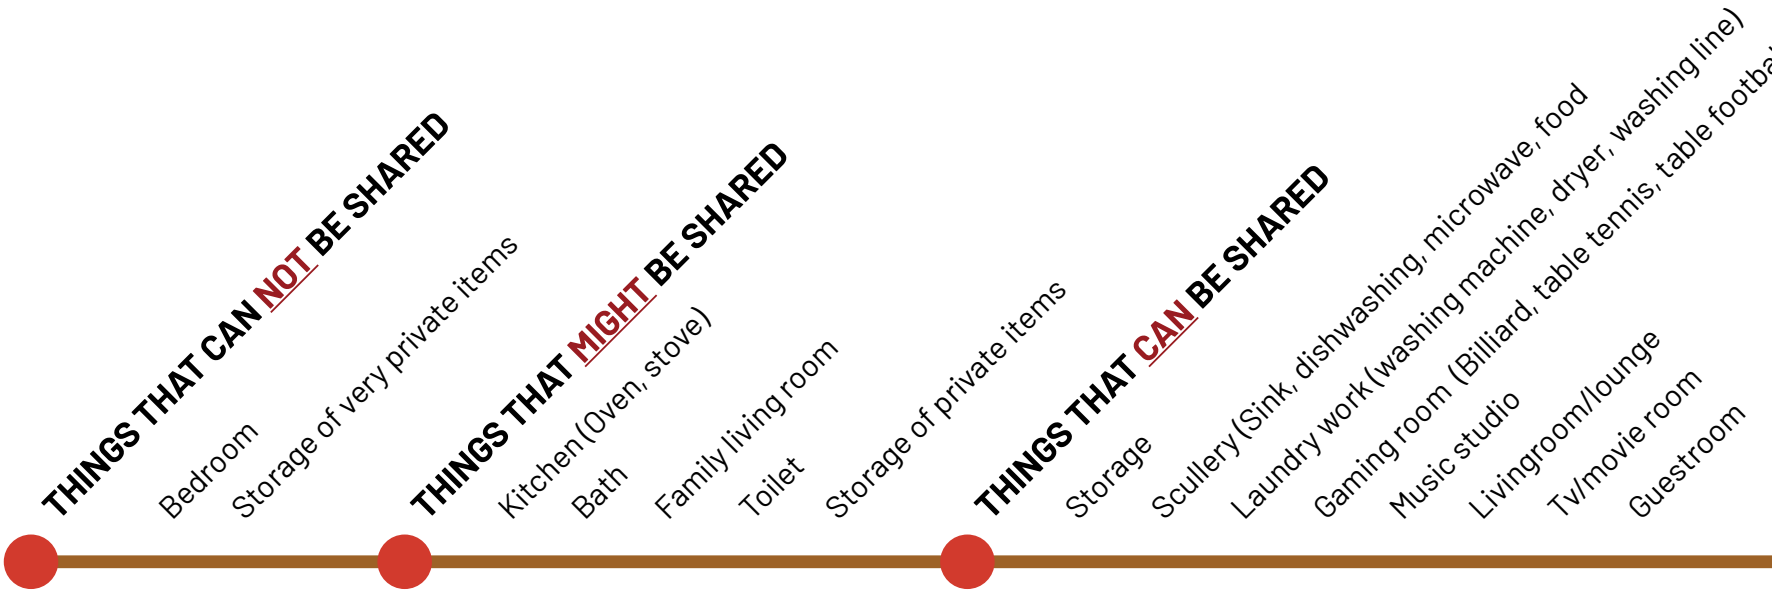 THINGS THAT CAN NOT BE SHARED
Bedroom
Storage of very private items
THINGS THAT MIGHT BE SHARED
Kitchen (Oven, stove)
Bath
Family living room
Toilet
Storage of private items
THINGS THAT CAN BE SHARED
Storage
Scullery (Sink, dishwashing, microwave, food
Laundry work (washing machine, dryer, washing line)
Gaming room (Billiard, table tennis, table
Music studio
Livingroom/lounge
Tv/movie room
Guestroom